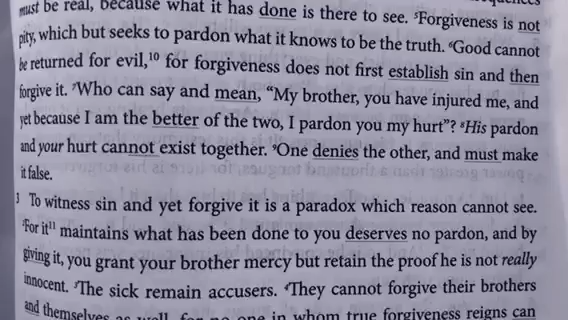 must be real, because what it has done is there to see. ⁵Forgiveness is not
pity, which but seeks to pardon what it knows to be the truth. ⁶Good cannot
be returned for evil,¹⁰ for forgiveness does not first establish sin and then
forgive it. ⁷Who can say and mean, “My brother, you have injured me, and
yet because I am the better of the two, I pardon you my hurt”? ⁸His pardon
and your hurt cannot exist together. ⁹One denies the other, and must make
it false.
3 To witness sin and yet forgive it is a paradox which reason cannot see.
²For it¹¹ maintains what has been done to you deserves no pardon, and by
giving it, you grant your brother mercy but retain the proof he is not really
innocent. ³The sick remain accusers. ⁴They cannot forgive their brothers
and themselves as well, for no one in whom true forgiveness reigns can